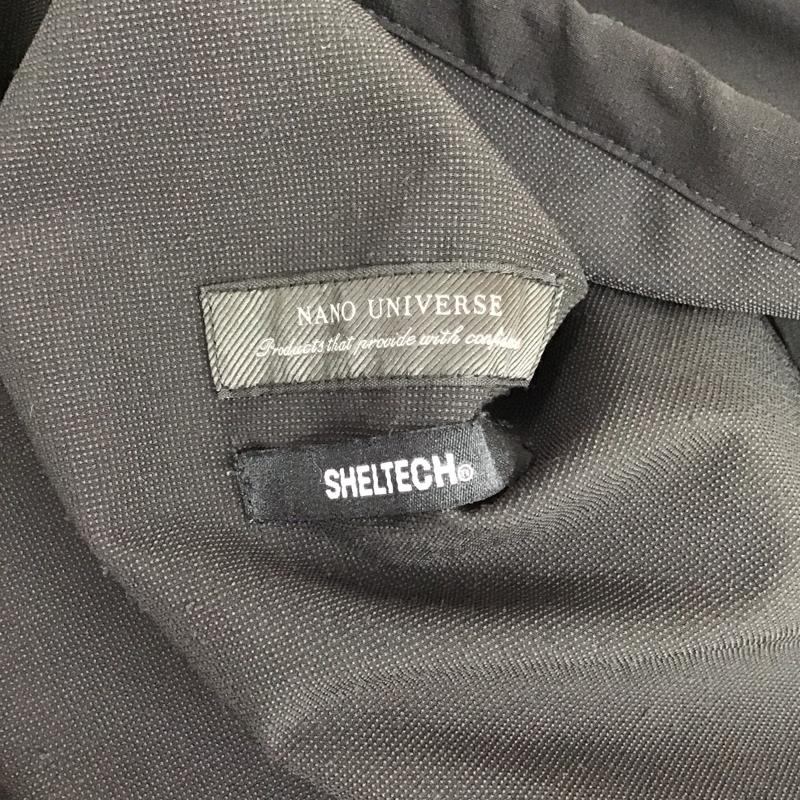 NANO UNIVERSE
Products that provide with
SHELTECH®